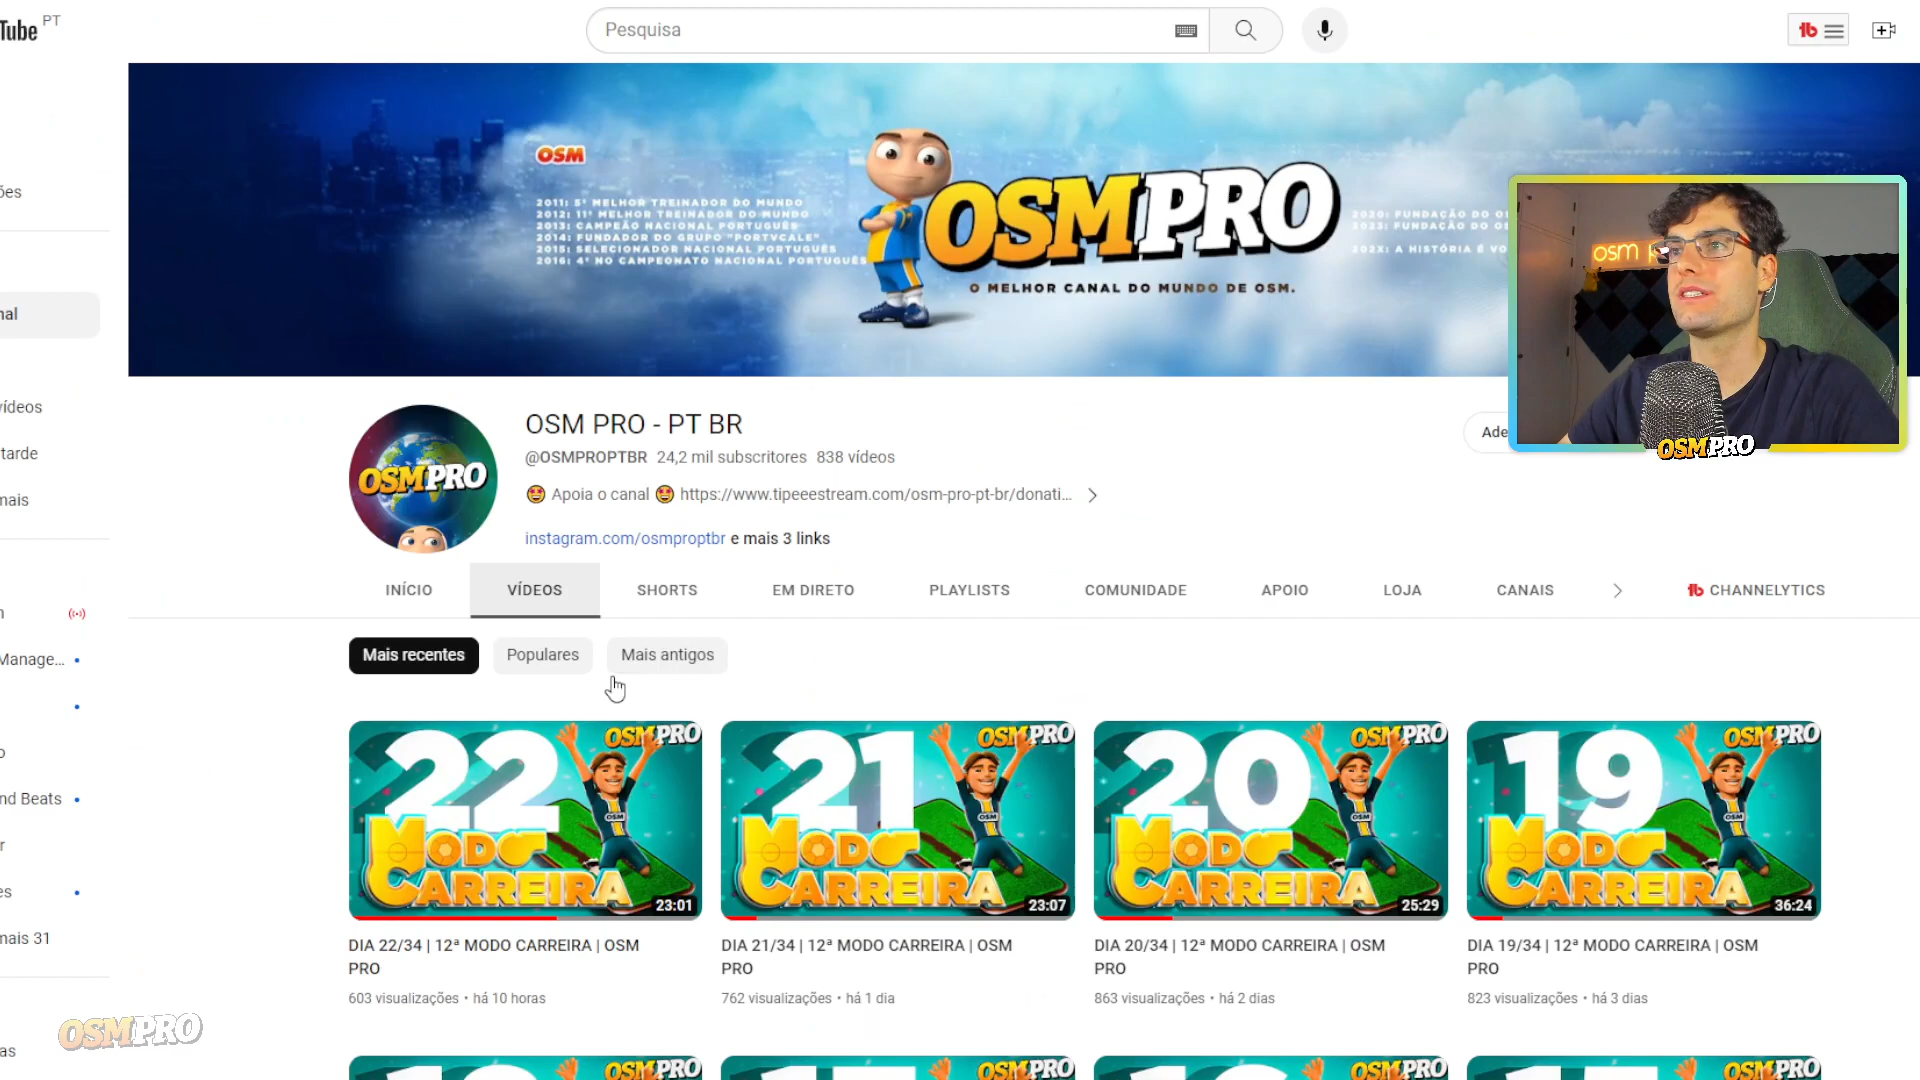 Tube PT
Pesquisa
OSM
2011: 5º MELHOR TREINADOR DO MUNDO
2012: 11º MELHOR TREINADOR DO MUNDO
2013: CAMPEÃO NACIONAL PORTUGUÊS
2014: FUNDADOR DO GRUPO "PORTVCALE"
2015: SELECIONADOR NACIONAL PORTUGUÊS
2016: 4º NO CAMPEONATO NACIONAL PORTUGUÊS
OSMPRO
O MELHOR CANAL DO MUNDO DE OSM.
2020: FUNDAÇÃO DO OS
2023: FUNDAÇÃO DO OS
202X: A HISTÓRIA É VO
osm
OSMPRO
ões
nal
vídeos
tarde
mais
Manage...
nd Beats
r
es
mais 31
as
OSMPRO
OSMPRO
OSM PRO - PT BR
@OSMPROPTBR 24,2 mil subscritores 838 vídeos
Apoia o canal https://www.tipeeestream.com/osm-pro-pt-br/donati...
instagram.com/osmproptbr e mais 3 links
Ade
INÍCIO VÍDEOS SHORTS EM DIRETO PLAYLISTS COMUNIDADE APOIO LOJA CANAIS CHANNELYTICS
Mais recentes Populares Mais antigos
OSMPRO
22
OSM
MODO
CARREIRA
23:01
DIA 22/34 | 12ª MODO CARREIRA | OSM
PRO
603 visualizações • há 10 horas
OSMPRO
21
OSM
MODO
CARREIRA
23:07
DIA 21/34 | 12ª MODO CARREIRA | OSM
PRO
762 visualizações • há 1 dia
OSMPRO
20
OSM
MODO
CARREIRA
25:29
DIA 20/34 | 12ª MODO CARREIRA | OSM
PRO
863 visualizações • há 2 dias
OSMPRO
19
OSM
MODO
CARREIRA
36:24
DIA 19/34 | 12ª MODO CARREIRA | OSM
PRO
823 visualizações • há 3 dias
OSMPRO
OSMPRO
OSMPRO
OSMPRO